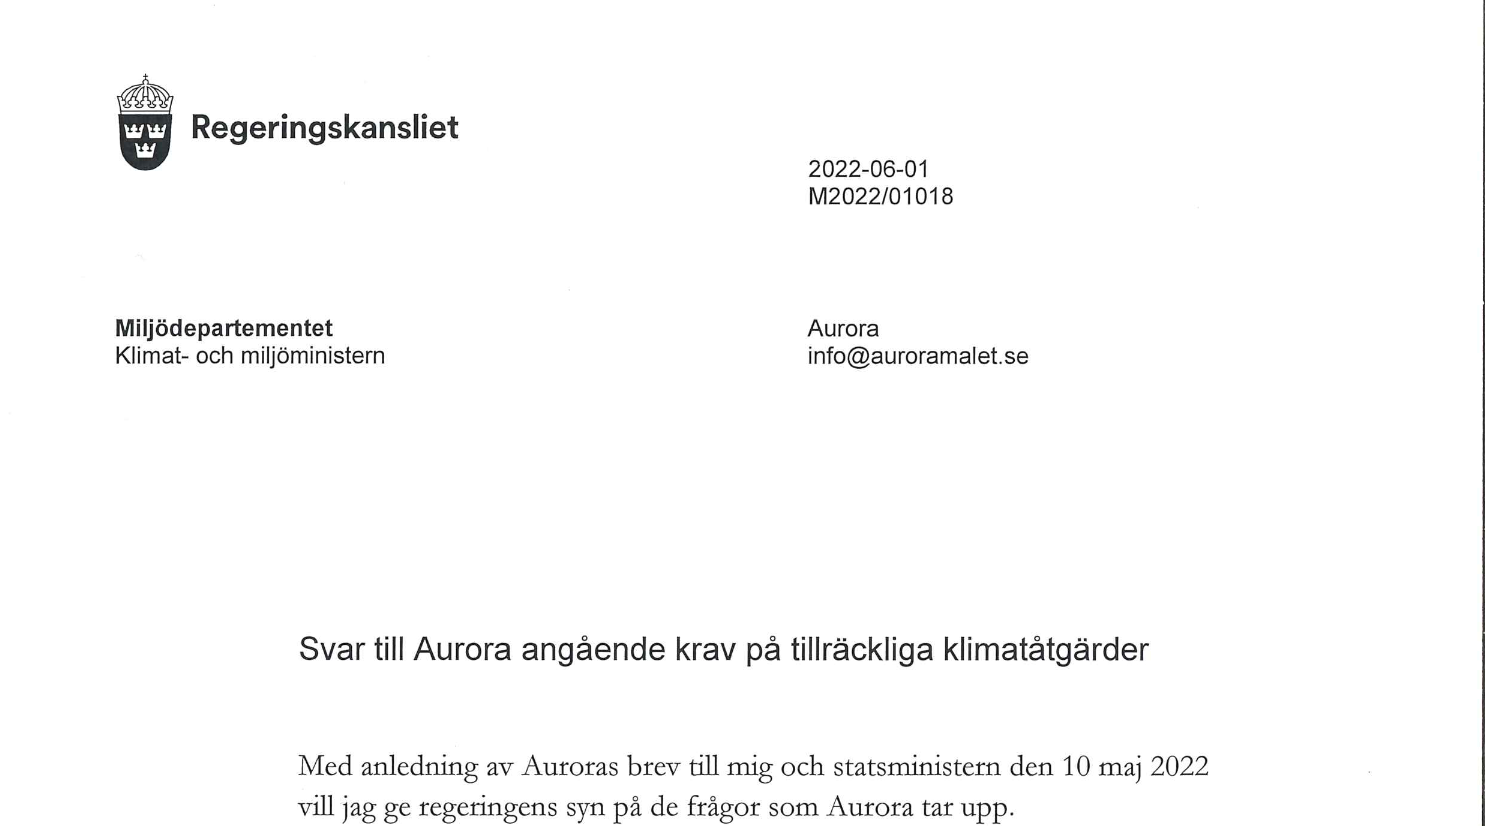 Regeringskansliet
2022-06-01
M2022/01018
Miljödepartementet
Klimat- och miljöministern
Aurora
info@auroramalet.se
Svar till Aurora angående krav på tillräckliga klimatåtgärder
Med anledning av Auroras brev till mig och statsministern den 10 maj 2022
vill jag ge regeringens syn på de frågor som Aurora tar upp.